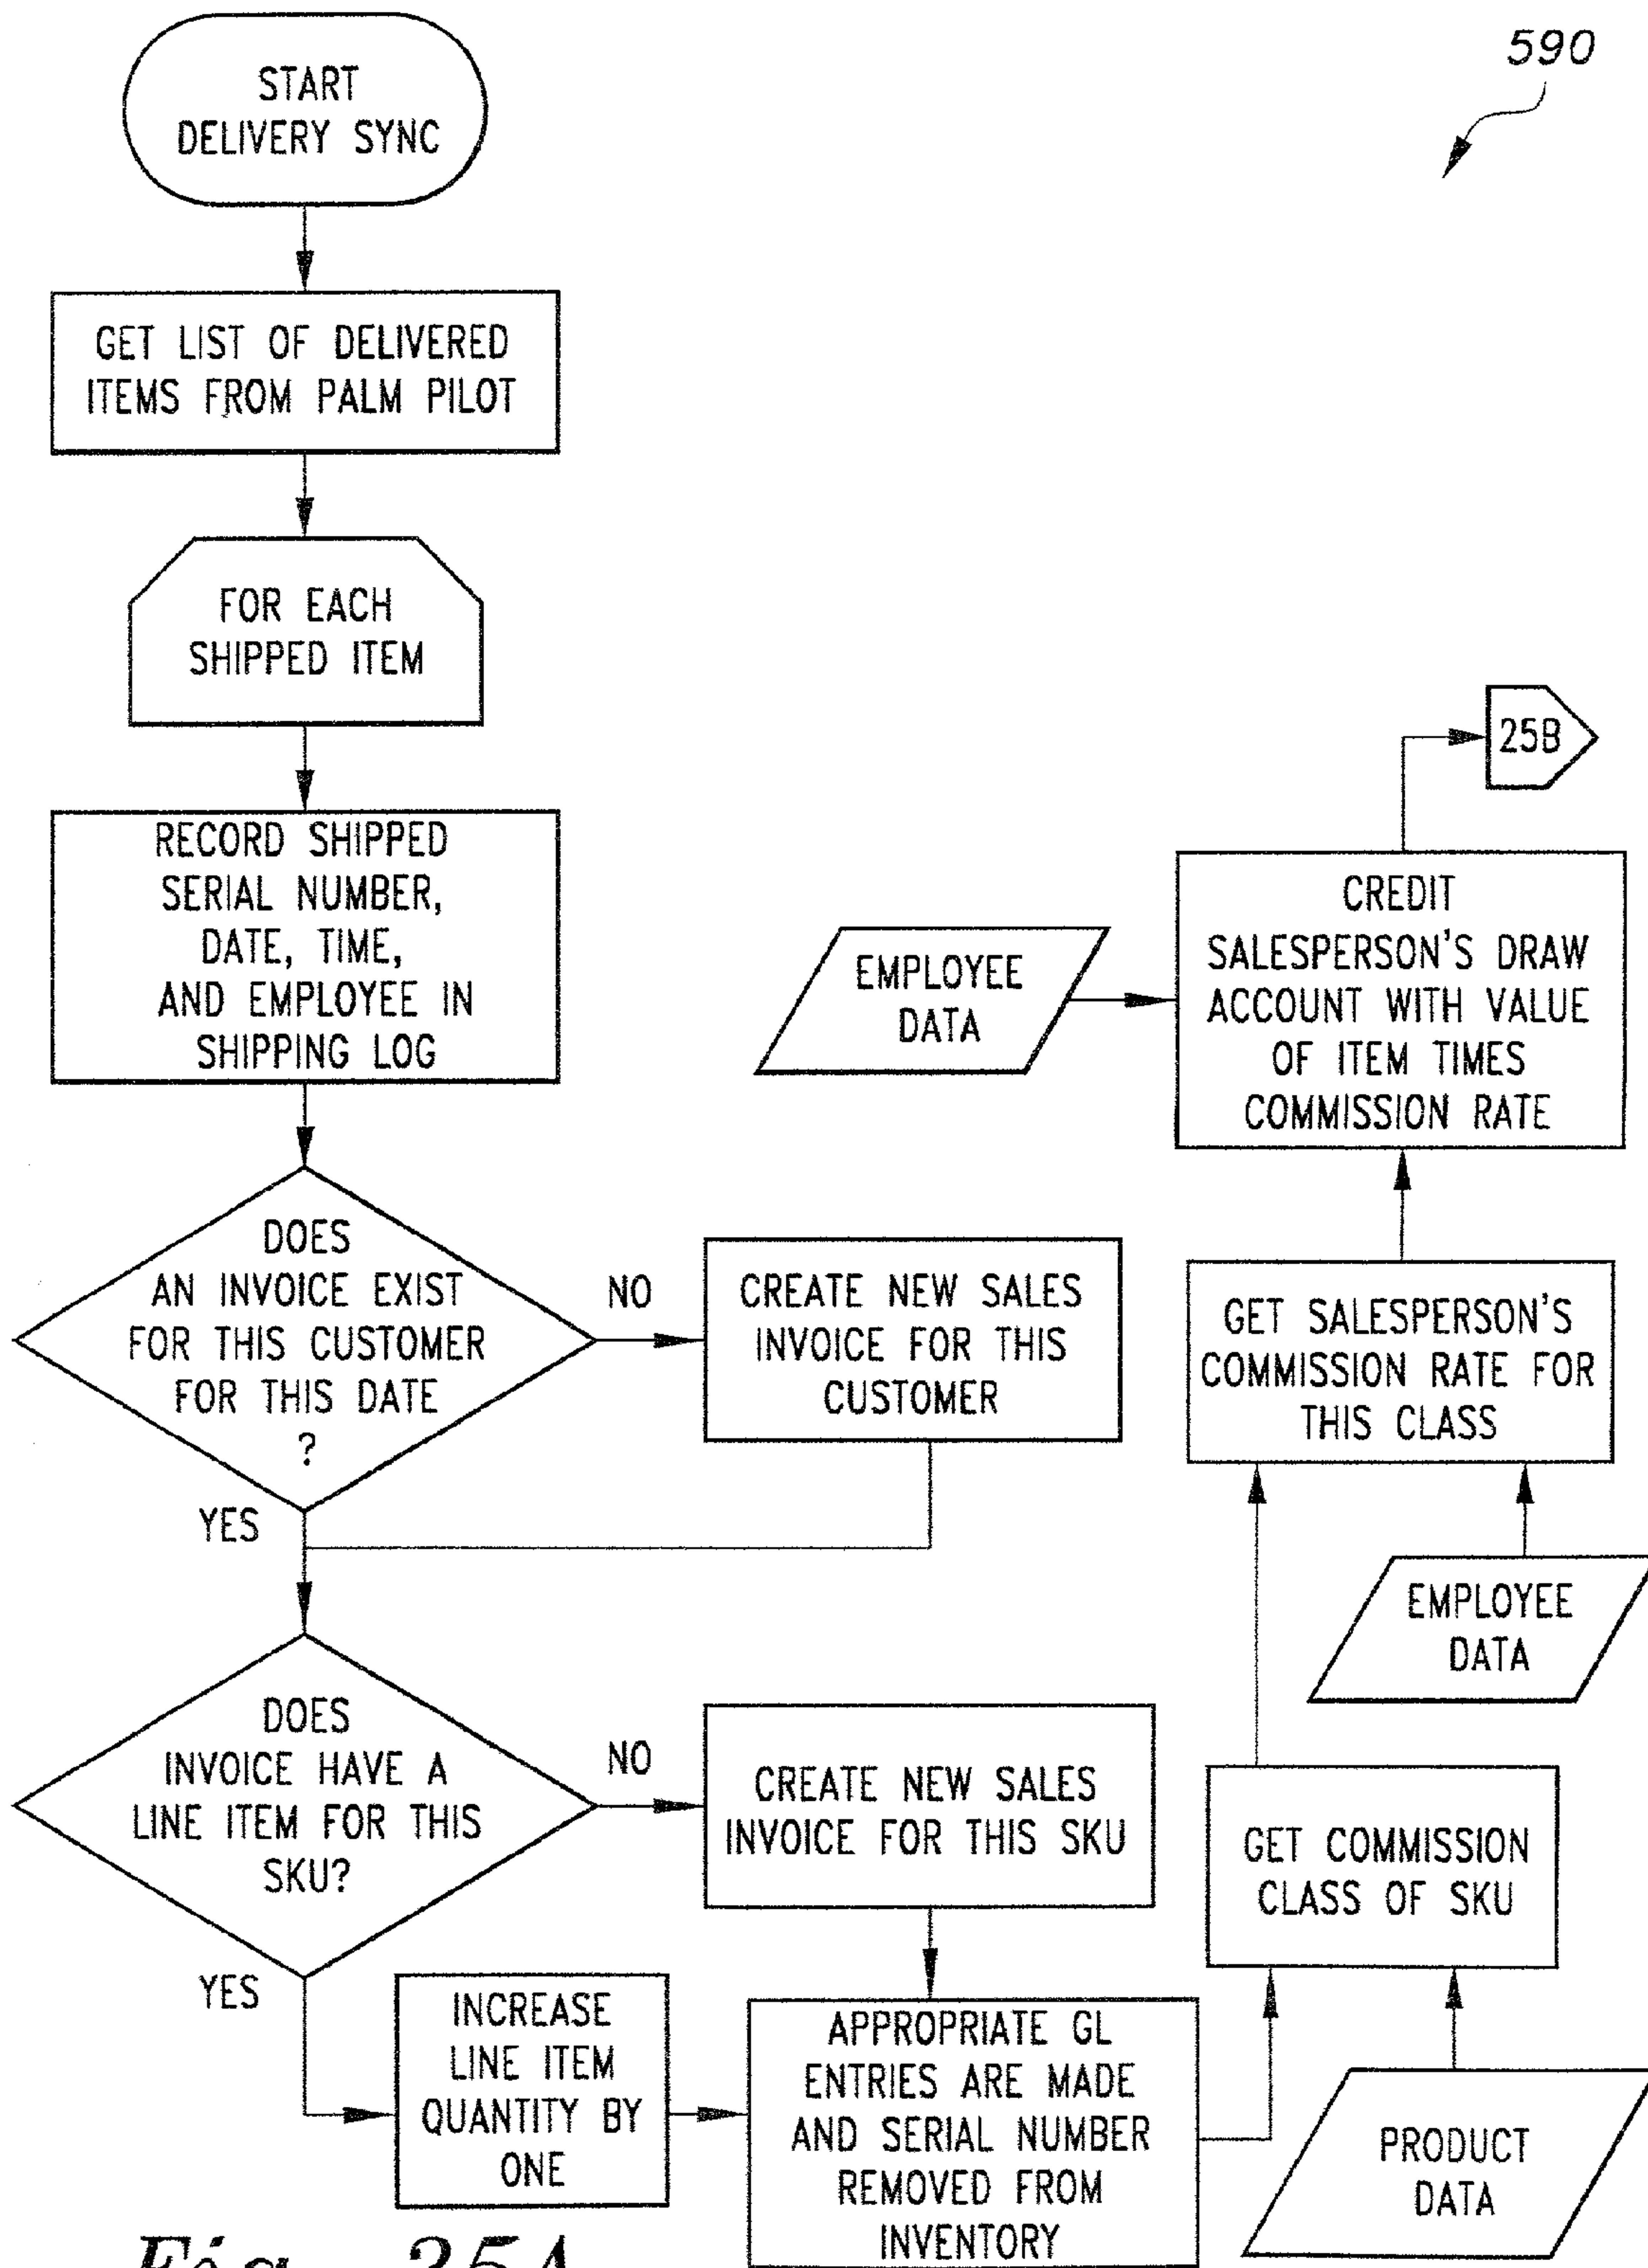 590
START
DELIVERY SYNC
GET LIST OF DELIVERED
ITEMS FROM PALM PILOT
FOR EACH
SHIPPED ITEM
RECORD SHIPPED
SERIAL NUMBER,
DATE, TIME,
AND EMPLOYEE IN
SHIPPING LOG
DOES
AN INVOICE EXIST
FOR THIS CUSTOMER
FOR THIS DATE
?
NO
CREATE NEW SALES
INVOICE FOR THIS
CUSTOMER
YES
DOES
INVOICE HAVE A
LINE ITEM FOR THIS
SKU?
NO
CREATE NEW SALES
INVOICE FOR THIS SKU
YES
INCREASE
LINE ITEM
QUANTITY BY
ONE
APPROPRIATE GL
ENTRIES ARE MADE
AND SERIAL NUMBER
REMOVED FROM
INVENTORY
PRODUCT
DATA
GET COMMISSION
CLASS OF SKU
EMPLOYEE
DATA
GET SALESPERSON'S
COMMISSION RATE FOR
THIS CLASS
EMPLOYEE
DATA
CREDIT
SALESPERSON'S DRAW
ACCOUNT WITH VALUE
OF ITEM TIMES
COMMISSION RATE
25B
Fig. 25A